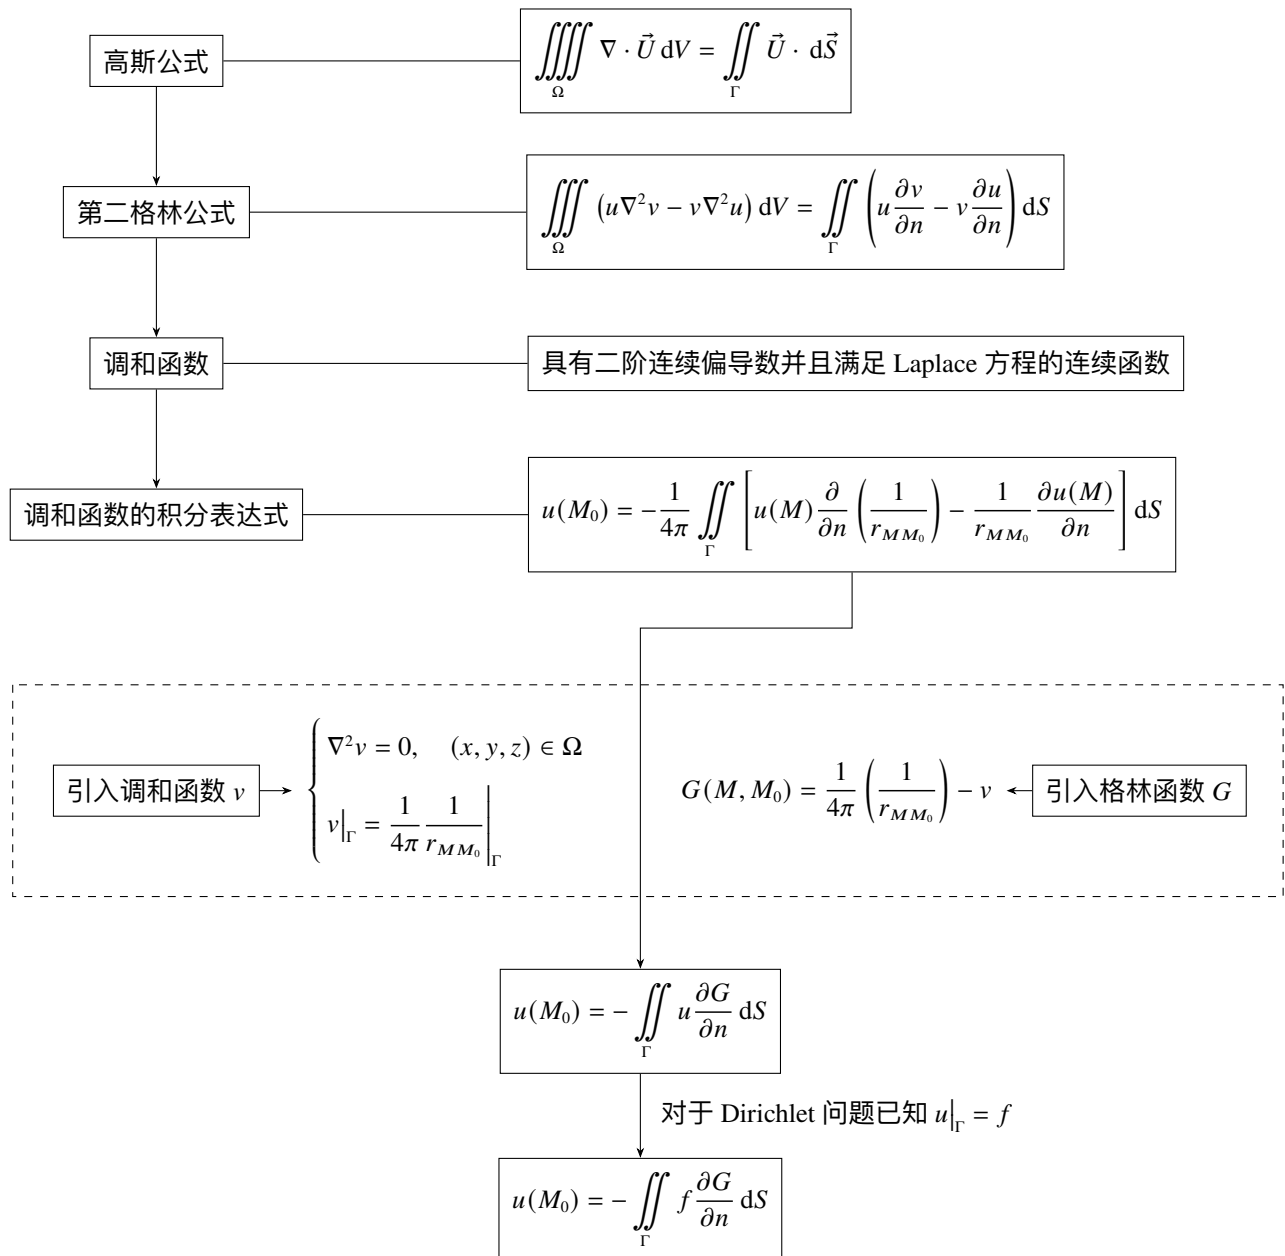 高斯公式
⨌_Ω ∇ · U⃗ dV = ∬_Γ U⃗ · dS⃗
第二格林公式
∭_Ω (u∇²v − v∇²u) dV = ∬_Γ (u ∂v/∂n − v ∂u/∂n) dS
调和函数
具有二阶连续偏导数并且满足 Laplace 方程的连续函数
调和函数的积分表达式
u(M₀) = −1/4π ∬_Γ [u(M) ∂/∂n (1/r_{MM₀}) − 1/r_{MM₀} ∂u(M)/∂n] dS
引入调和函数 v
∇²v = 0, (x, y, z) ∈ Ω
v|_Γ = 1/4π 1/r_{MM₀}|_Γ
G(M, M₀) = 1/4π (1/r_{MM₀}) − v
引入格林函数 G
u(M₀) = − ∬_Γ u ∂G/∂n dS
对于 Dirichlet 问题已知 u|_Γ = f
u(M₀) = − ∬_Γ f ∂G/∂n dS